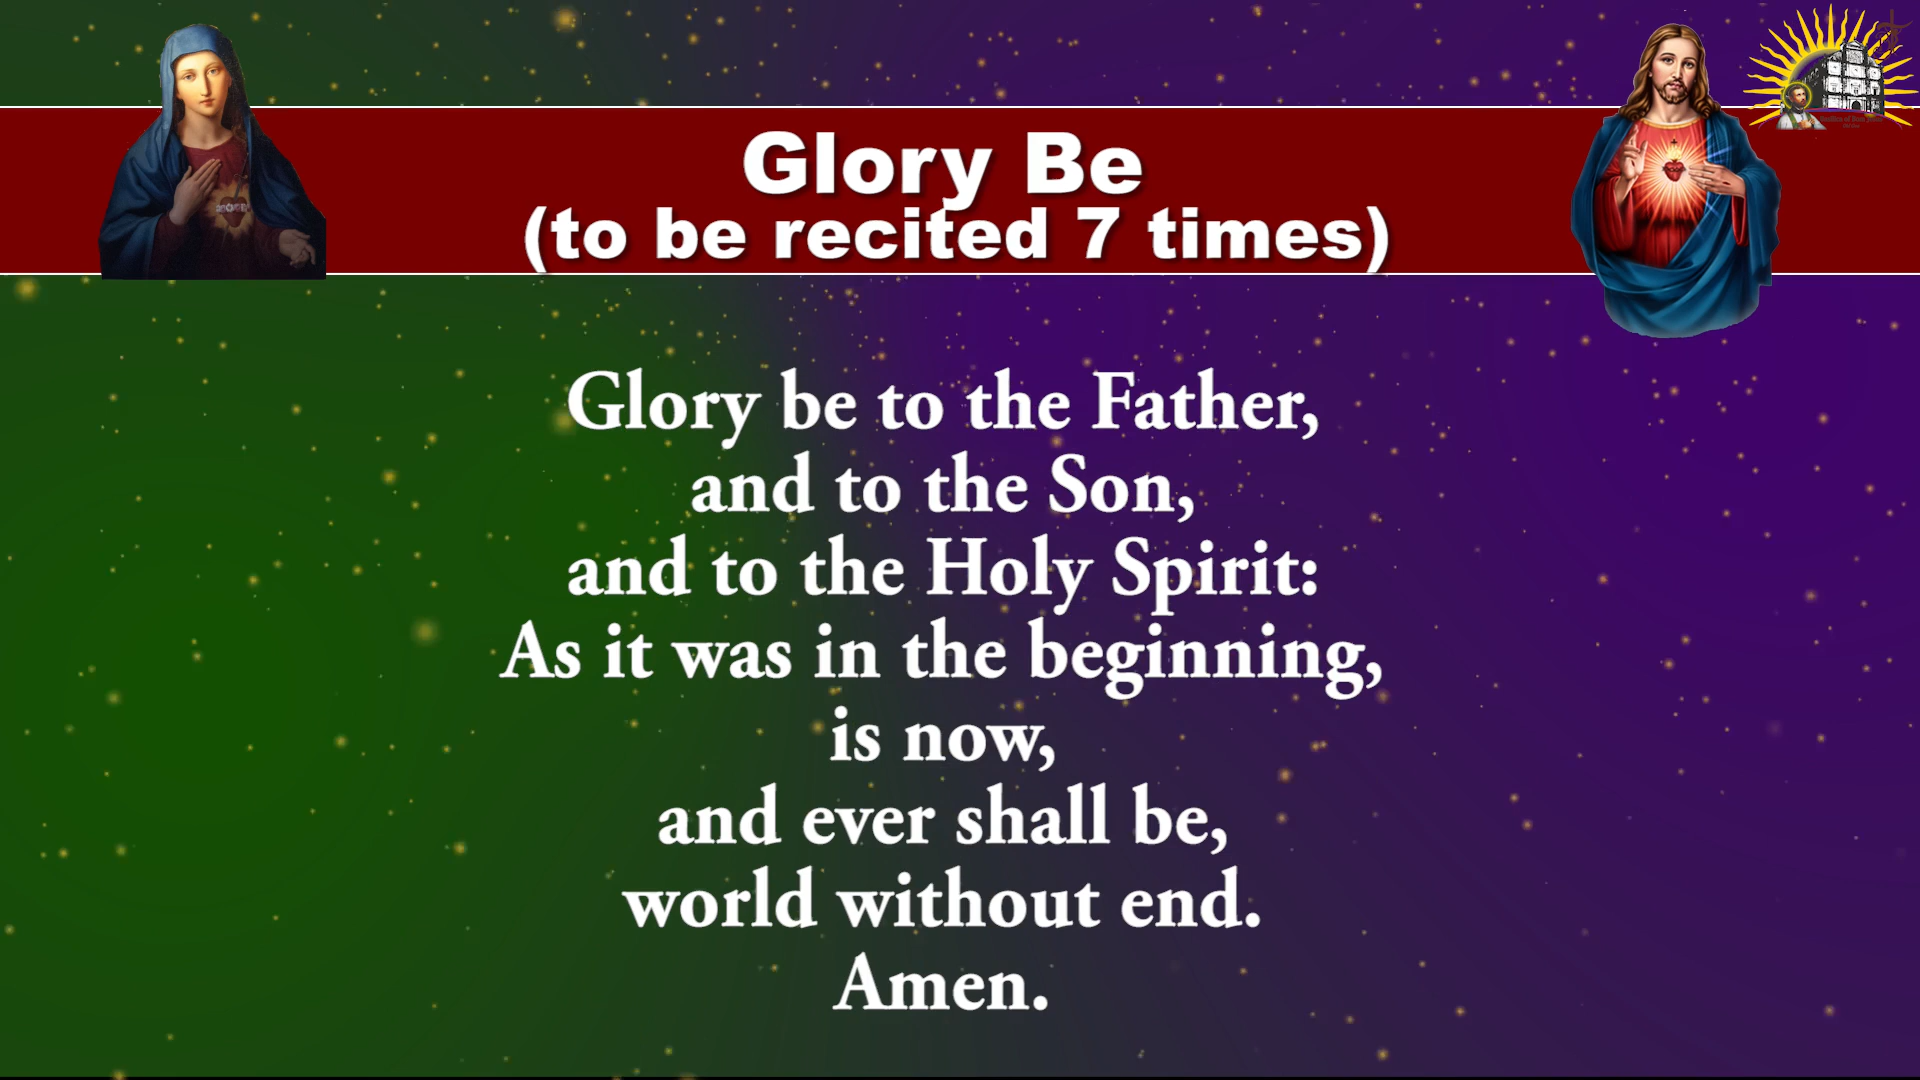 Glory Be
(to be recited 7 times)
Glory be to the Father,
and to the Son,
and to the Holy Spirit:
As it was in the beginning,
is now,
and ever shall be,
world without end.
Amen.